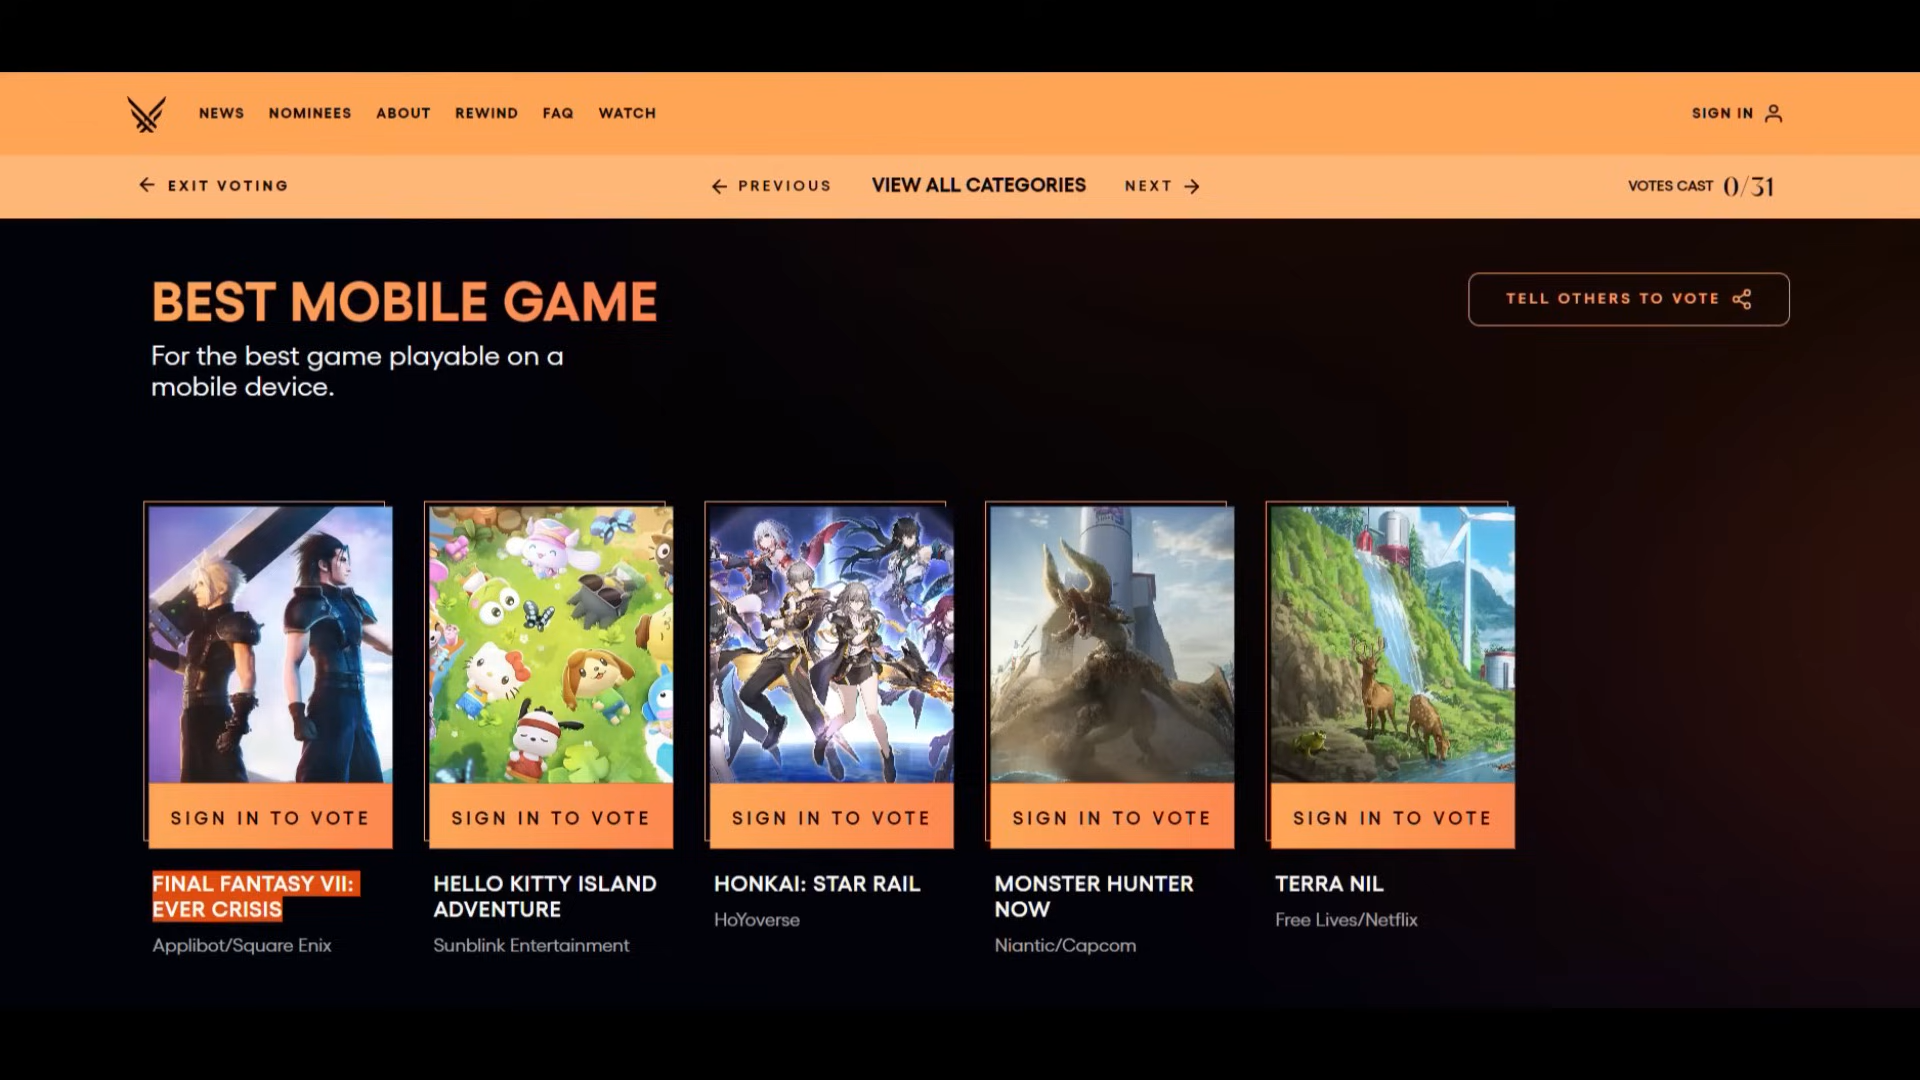 NEWS NOMINEES ABOUT REWIND FAQ WATCH SIGN IN
EXIT VOTING PREVIOUS VIEW ALL CATEGORIES NEXT VOTES CAST 0/31
BEST MOBILE GAME
TELL OTHERS TO VOTE
For the best game playable on a
mobile device.
SIGN IN TO VOTE SIGN IN TO VOTE SIGN IN TO VOTE SIGN IN TO VOTE SIGN IN TO VOTE
FINAL FANTASY VII:
EVER CRISIS
Applibot/Square Enix
HELLO KITTY ISLAND
ADVENTURE
Sunblink Entertainment
HONKAI: STAR RAIL
HoYoverse
MONSTER HUNTER
NOW
Niantic/Capcom
TERRA NIL
Free Lives/Netflix